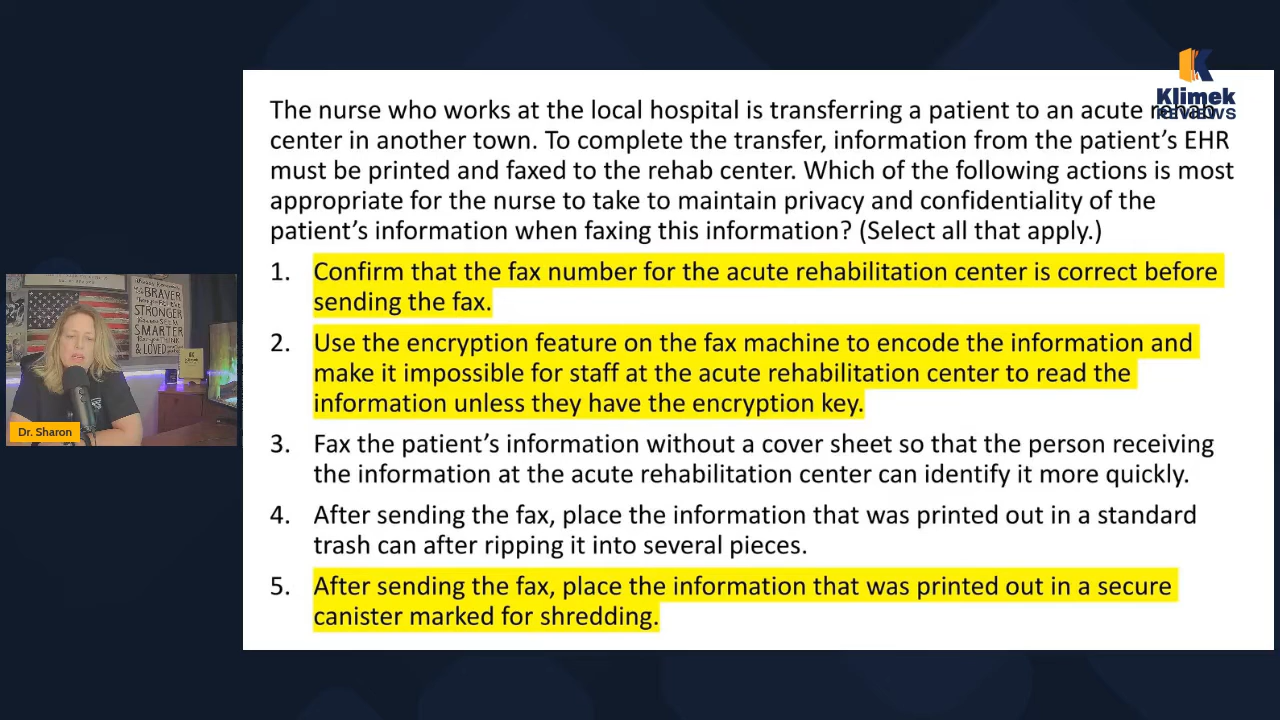 Klimek
REVIEWS
The nurse who works at the local hospital is transferring a patient to an acute rehab
center in another town. To complete the transfer, information from the patient's EHR
must be printed and faxed to the rehab center. Which of the following actions is most
appropriate for the nurse to take to maintain privacy and confidentiality of the
patient's information when faxing this information? (Select all that apply.)
1. Confirm that the fax number for the acute rehabilitation center is correct before
sending the fax.
2. Use the encryption feature on the fax machine to encode the information and
make it impossible for staff at the acute rehabilitation center to read the
information unless they have the encryption key.
3. Fax the patient's information without a cover sheet so that the person receiving
the information at the acute rehabilitation center can identify it more quickly.
4. After sending the fax, place the information that was printed out in a standard
trash can after ripping it into several pieces.
5. After sending the fax, place the information that was printed out in a secure
canister marked for shredding.
BRAVER
STRONGER
SMARTER
& LOVED
Dr. Sharon